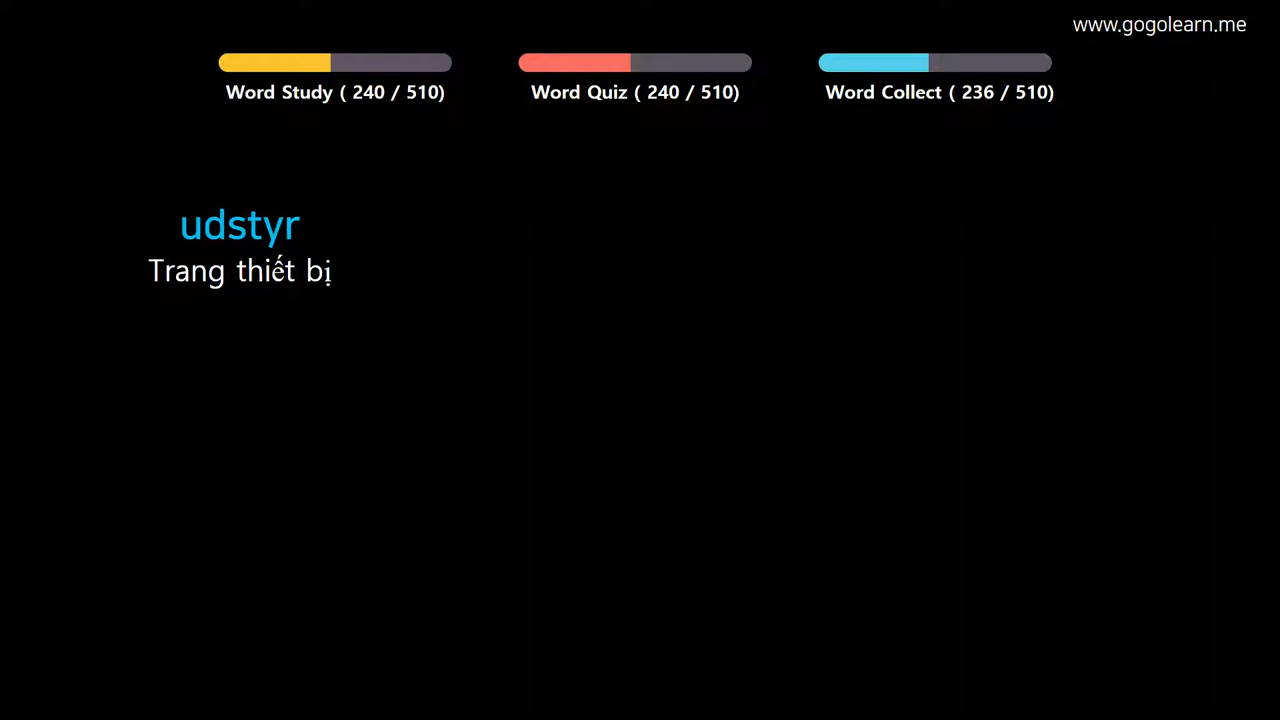 www.gogolearn.me
Word Study ( 240 / 510)
Word Quiz ( 240 / 510)
Word Collect ( 236 / 510)
udstyr
Trang thiết bị